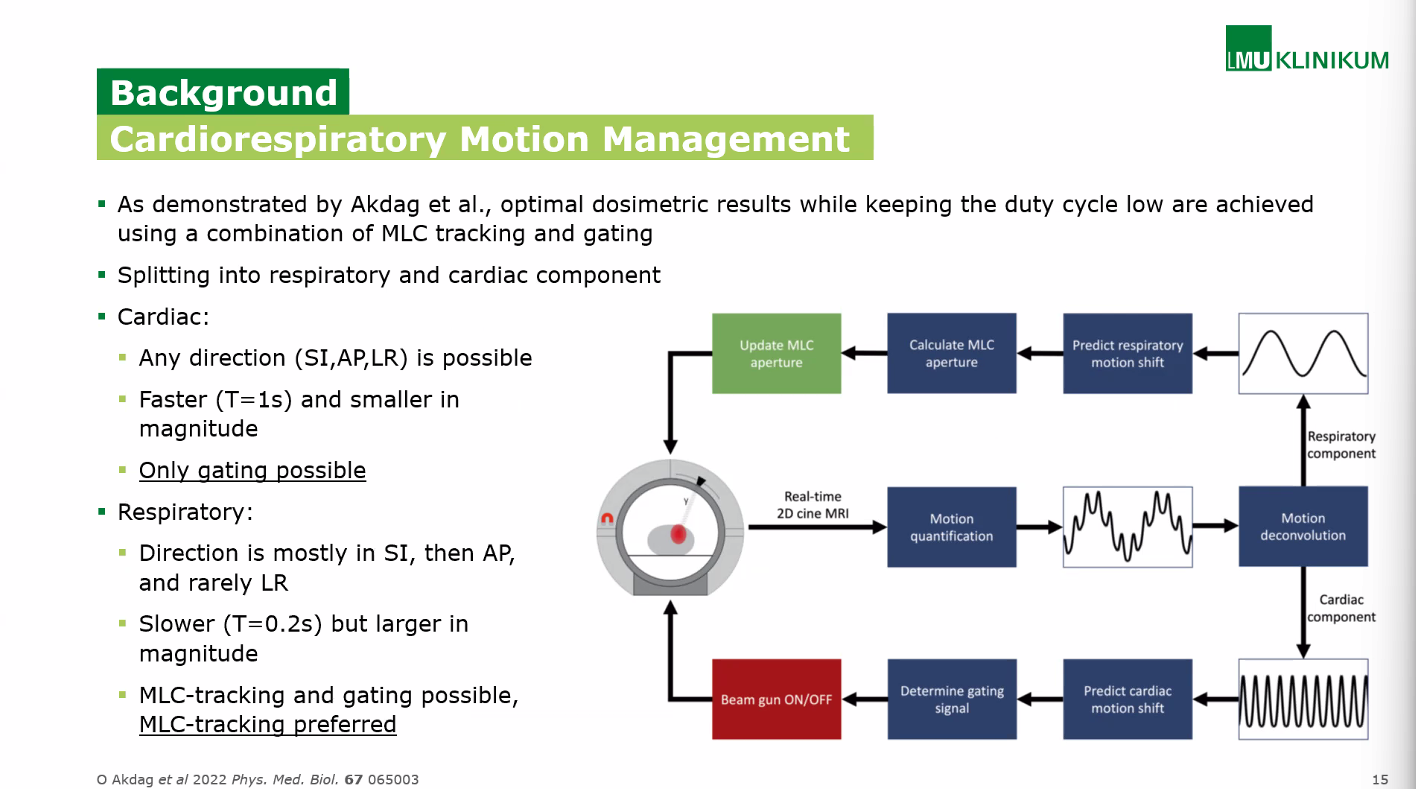 LMU KLINIKUM
Background
Cardiorespiratory Motion Management
▪ As demonstrated by Akdag et al., optimal dosimetric results while keeping the duty cycle low are achieved
using a combination of MLC tracking and gating
▪ Splitting into respiratory and cardiac component
▪ Cardiac:
▪ Any direction (SI,AP,LR) is possible
▪ Faster (T=1s) and smaller in
magnitude
▪ Only gating possible
▪ Respiratory:
▪ Direction is mostly in SI, then AP,
and rarely LR
▪ Slower (T=0.2s) but larger in
magnitude
▪ MLC-tracking and gating possible,
MLC-tracking preferred
Update MLC
aperture
Calculate MLC
aperture
Predict respiratory
motion shift
Respiratory
component
γ
Real-time
2D cine MRI
Motion
quantification
Motion
deconvolution
Cardiac
component
Beam gun ON/OFF
Determine gating
signal
Predict cardiac
motion shift
O Akdag et al 2022 Phys. Med. Biol. 67 065003
15